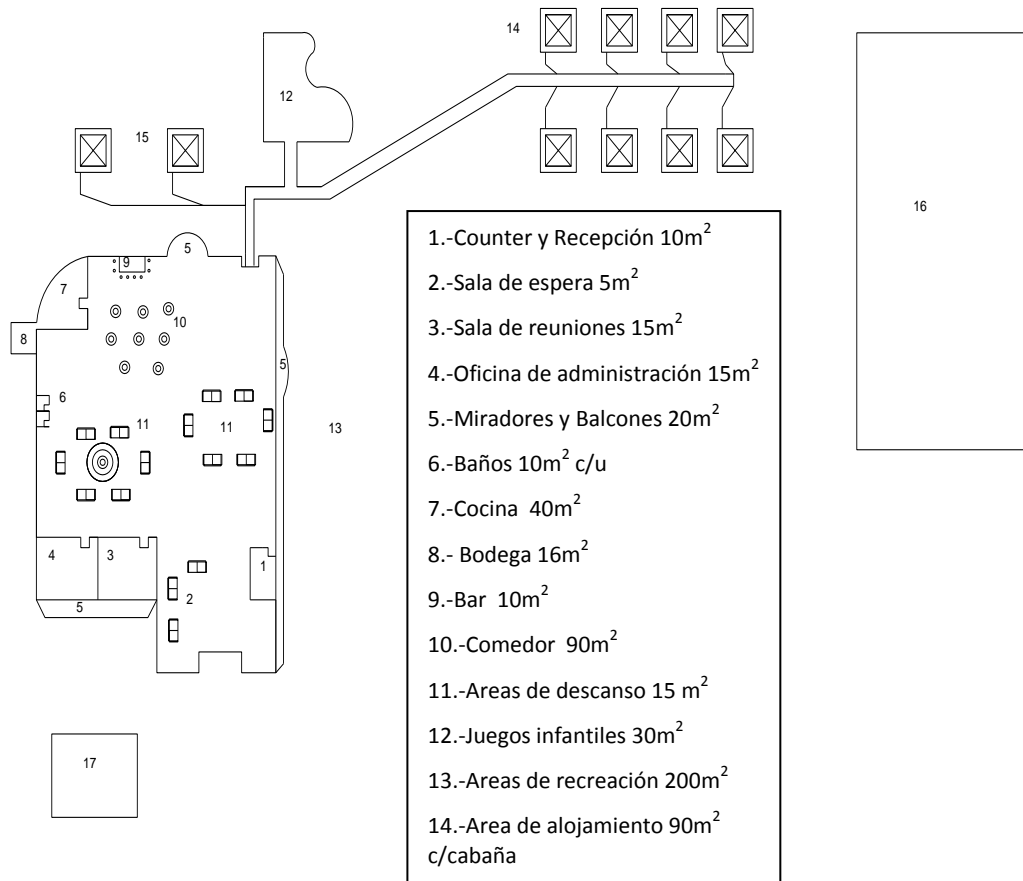 14
12
15
16
5
9
7
10
8
5
6
11
11
13
4
3
1
2
5
17
1.-Counter y Recepción 10m²
2.-Sala de espera 5m²
3.-Sala de reuniones 15m²
4.-Oficina de administración 15m²
5.-Miradores y Balcones 20m²
6.-Baños 10m² c/u
7.-Cocina 40m²
8.- Bodega 16m²
9.-Bar 10m²
10.-Comedor 90m²
11.-Areas de descanso 15 m²
12.-Juegos infantiles 30m²
13.-Areas de recreación 200m²
14.-Area de alojamiento 90m²
c/cabaña